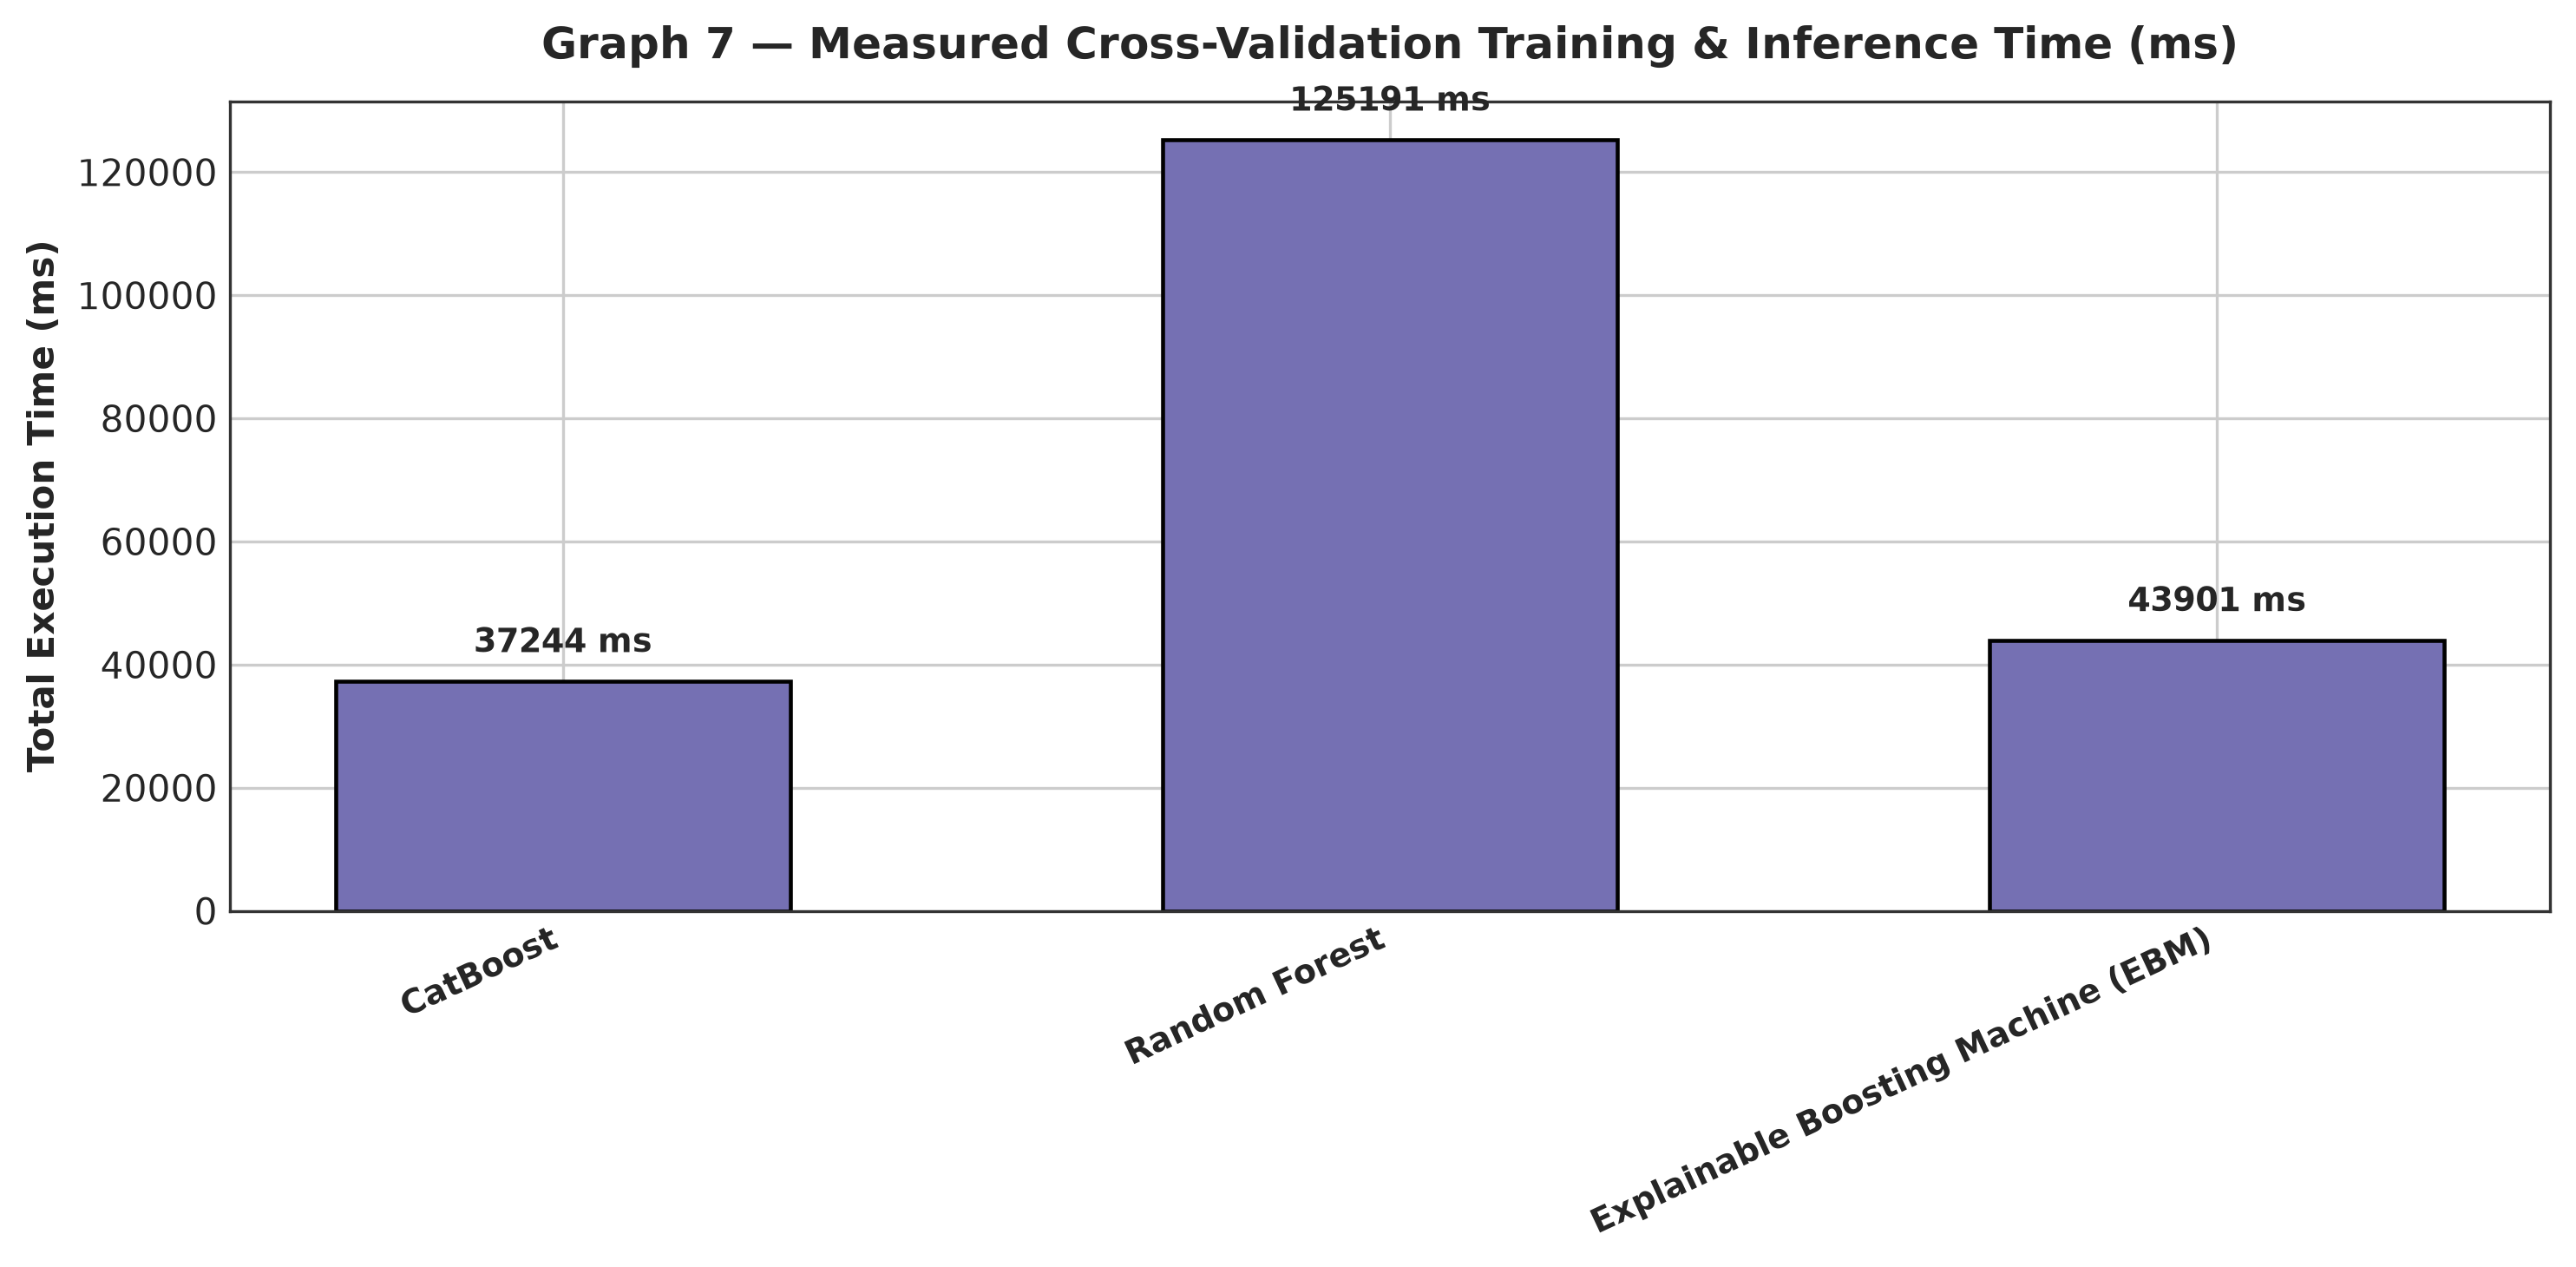 Graph 7 — Measured Cross-Validation Training & Inference Time (ms)
Total Execution Time (ms)
120000
100000
80000
60000
40000
20000
0
37244 ms
125191 ms
43901 ms
CatBoost
Random Forest
Explainable Boosting Machine (EBM)